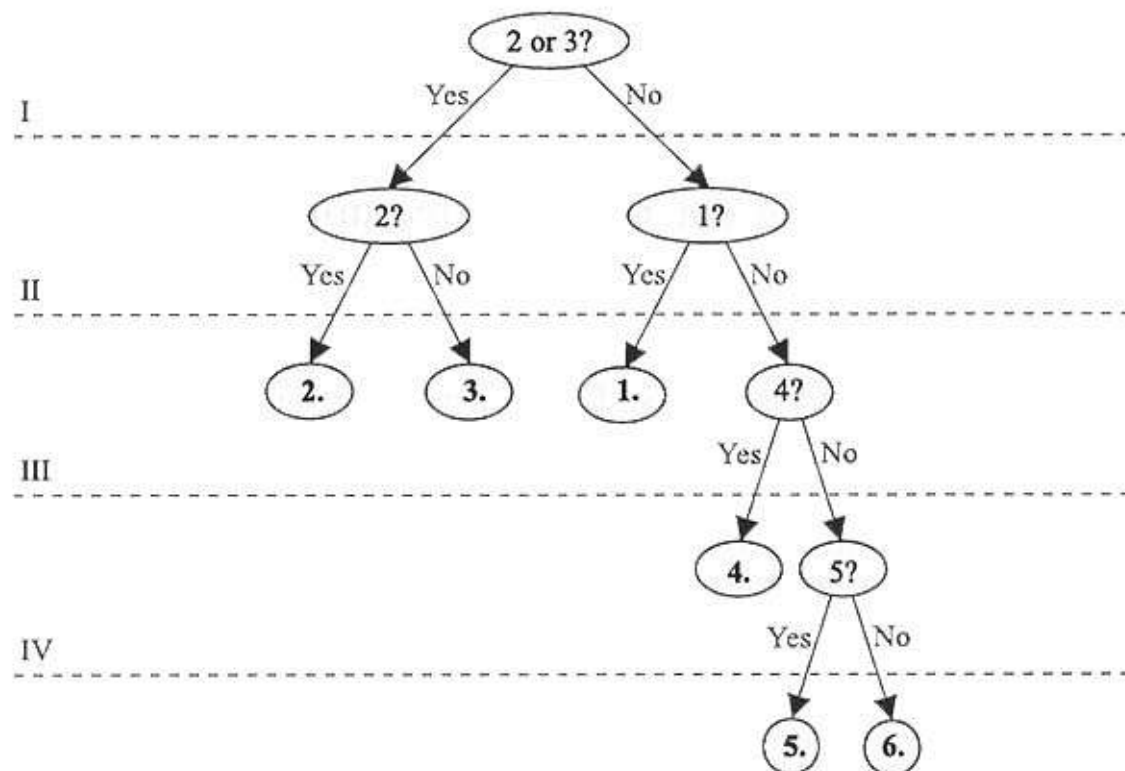 2 or 3?
Yes No
I
2? 1?
Yes No Yes No
II
2. 3. 1. 4?
Yes No
III
4. 5?
Yes No
IV
5. 6.